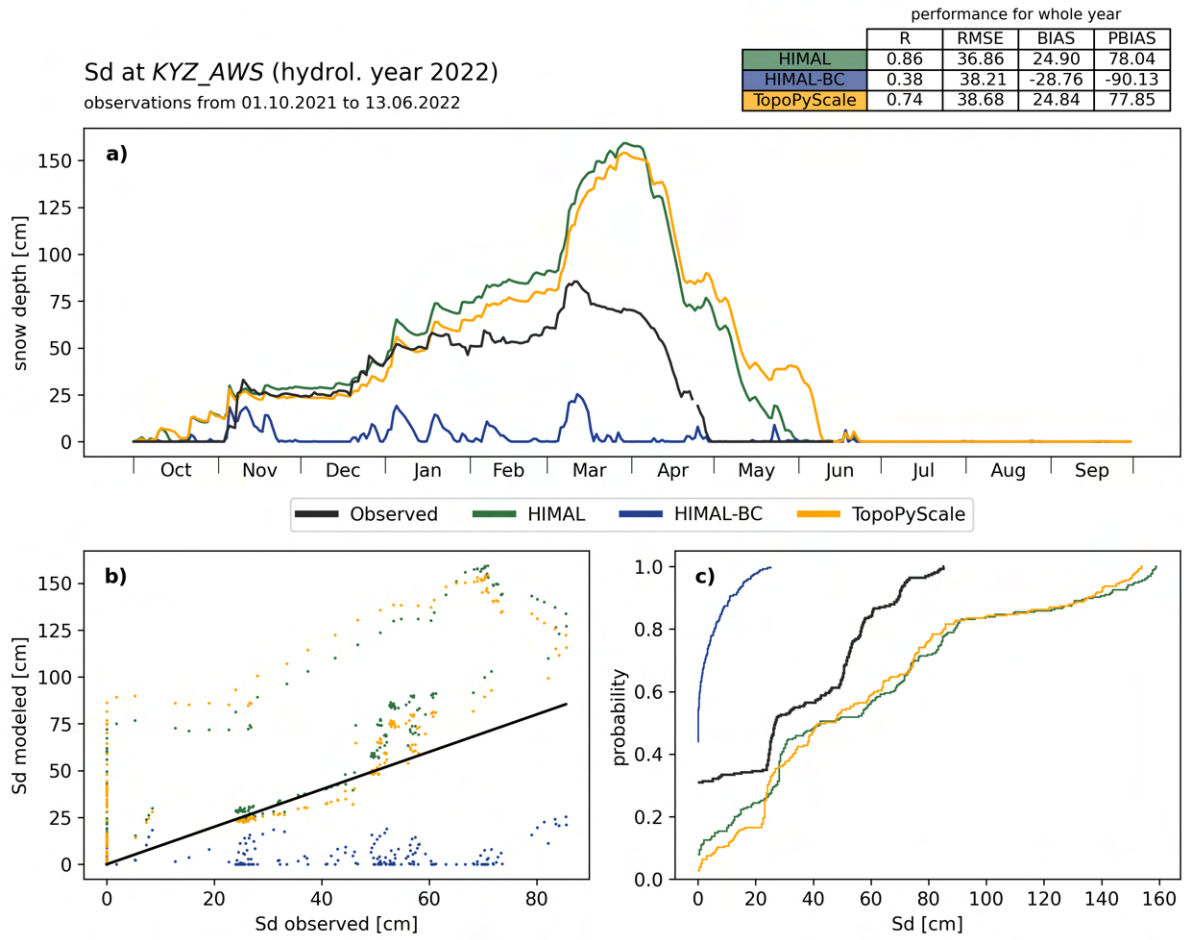 performance for whole year
R RMSE BIAS PBIAS
HIMAL 0.86 36.86 24.90 78.04
HIMAL-BC 0.38 38.21 -28.76 -90.13
TopoPyScale 0.74 38.68 24.84 77.85
Sd at KYZ_AWS (hydrol. year 2022)
observations from 01.10.2021 to 13.06.2022
a)
snow depth [cm]
150
125
100
75
50
25
0
Oct Nov Dec Jan Feb Mar Apr May Jun Jul Aug Sep
Observed HIMAL HIMAL-BC TopoPyScale
b)
Sd modeled [cm]
150
125
100
75
50
25
0
0 20 40 60 80
Sd observed [cm]
c)
probability
1.0
0.8
0.6
0.4
0.2
0.0
0 20 40 60 80 100 120 140 160
Sd [cm]